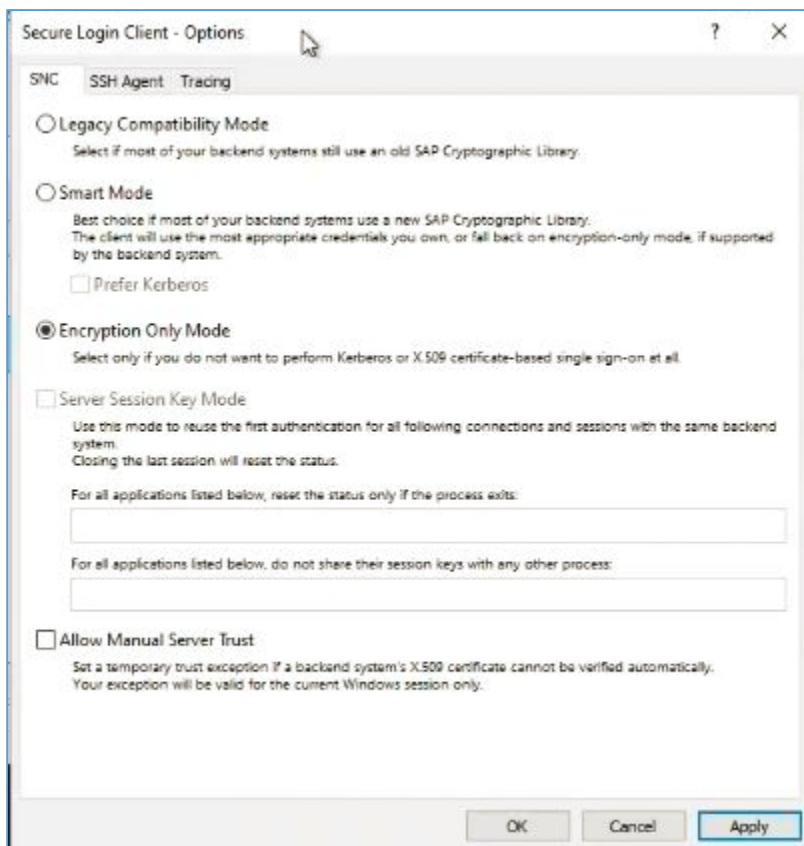 Secure Login Client - Options
?
SNC
SSH Agent
Tracing
Legacy Compatibility Mode
Select if most of your backend systems still use an old SAP Cryptographic Library.
Smart Mode
Best choice if most of your backend systems use a new SAP Cryptographic Library.
The client will use the most appropriate credentials you own, or fall back on encryption-only mode, if supported
by the backend system.
Prefer Kerberos
Encryption Only Mode
Select only if you do not want to perform Kerberos or X.509 certificate-based single sign-on at all.
Server Session Key Mode
Use this mode to reuse the first authentication for all following connections and sessions with the same backend
system.
Closing the last session will reset the status.
For all applications listed below, reset the status only if the process exits:
For all applications listed below, do not share their session keys with any other process:
Allow Manual Server Trust
Set a temporary trust exception if a backend system's X.509 certificate cannot be verified automatically.
Your exception will be valid for the current Windows session only.
OK
Cancel
Apply